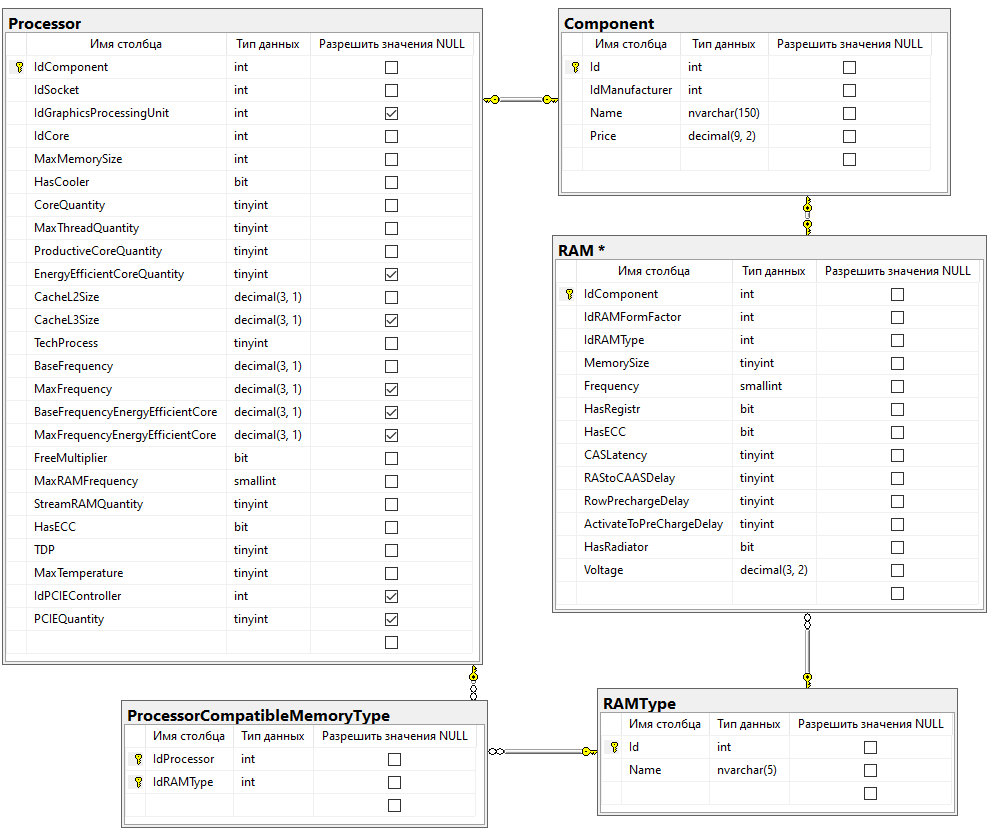 Processor
Имя столбца Тип данных Разрешить значения NULL
IdComponent int
IdSocket int
IdGraphicsProcessingUnit int
IdCore int
MaxMemorySize int
HasCooler bit
CoreQuantity tinyint
MaxThreadQuantity tinyint
ProductiveCoreQuantity tinyint
EnergyEfficientCoreQuantity tinyint
CacheL2Size decimal(3, 1)
CacheL3Size decimal(3, 1)
TechProcess tinyint
BaseFrequency decimal(3, 1)
MaxFrequency decimal(3, 1)
BaseFrequencyEnergyEfficientCore decimal(3, 1)
MaxFrequencyEnergyEfficientCore decimal(3, 1)
FreeMultiplier bit
MaxRAMFrequency smallint
StreamRAMQuantity tinyint
HasECC bit
TDP tinyint
MaxTemperature tinyint
IdPCIEController int
PCIEQuantity tinyint
Component
Имя столбца Тип данных Разрешить значения NULL
Id int
IdManufacturer int
Name nvarchar(150)
Price decimal(9, 2)
RAM *
Имя столбца Тип данных Разрешить значения NULL
IdComponent int
IdRAMFormFactor int
IdRAMType int
MemorySize tinyint
Frequency smallint
HasRegistr bit
HasECC bit
CASLatency tinyint
RAStoCAASDelay tinyint
RowPrechargeDelay tinyint
ActivateToPreChargeDelay tinyint
HasRadiator bit
Voltage decimal(3, 2)
ProcessorCompatibleMemoryType
Имя столбца Тип данных Разрешить значения NULL
IdProcessor int
IdRAMType int
RAMType
Имя столбца Тип данных Разрешить значения NULL
Id int
Name nvarchar(5)